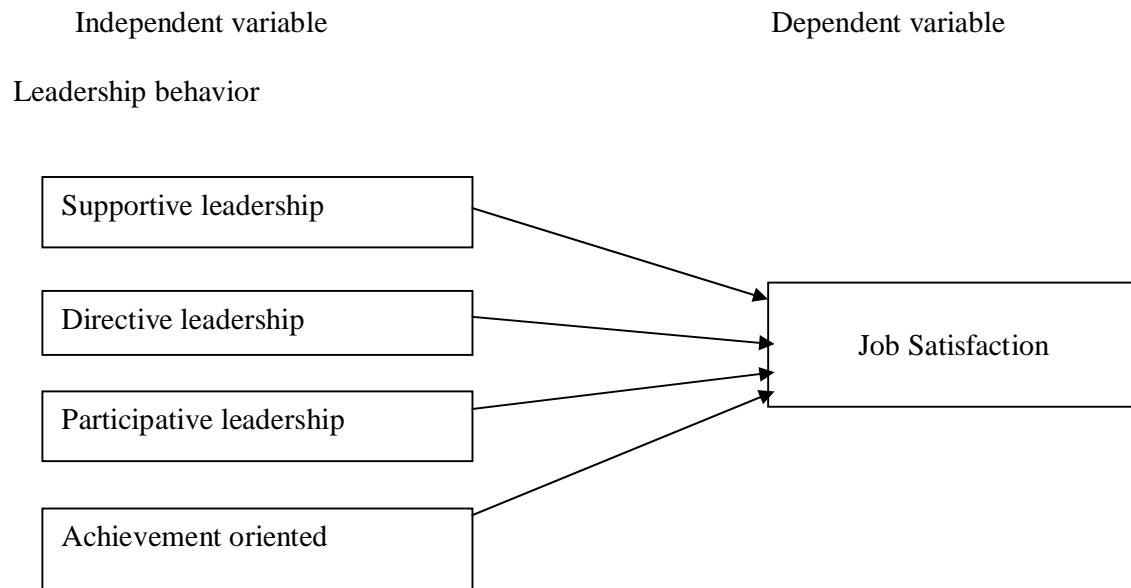 Independent variable
Dependent variable
Leadership behavior
Supportive leadership
Directive leadership
Job Satisfaction
Participative leadership
Achievement oriented